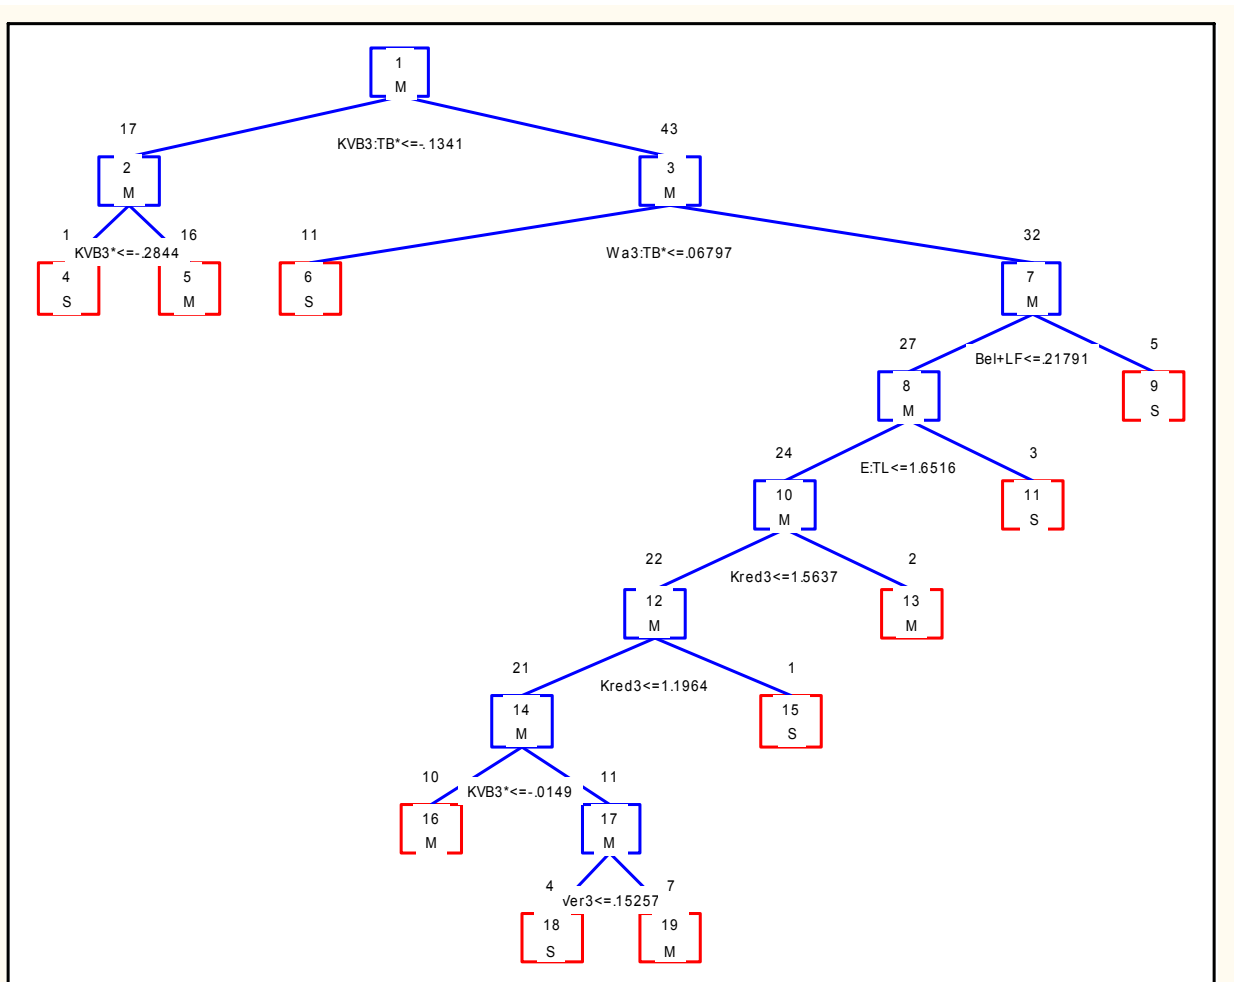 1
M
17
43
KVB3:TB*<=-.1341
2
M
3
M
1
KVB3*<=-.2844
16
11
Wa3:TB*<=.06797
32
4
S
5
M
6
S
7
M
27
Bel+LF<=.21791
5
8
M
9
S
24
E:TL<=1.6516
3
10
M
11
S
22
Kred3<=1.5637
2
12
M
13
M
21
Kred3<=1.1964
1
14
M
15
S
10
KVB3*<=-.0149
11
16
M
17
M
4
Ver3<=.15257
7
18
S
19
M